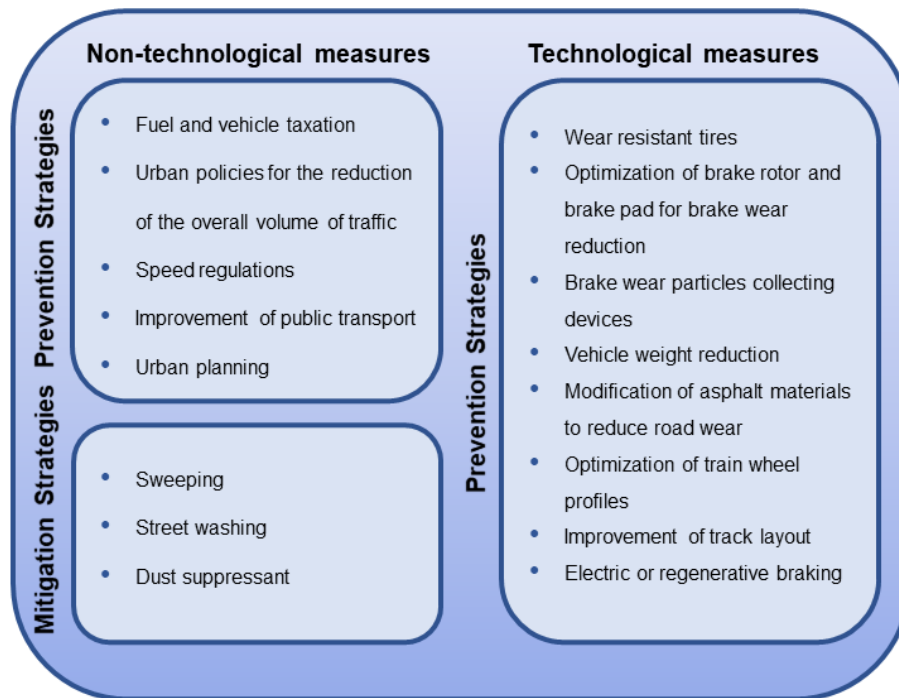 Non-technological measures
Prevention Strategies
• Fuel and vehicle taxation
• Urban policies for the reduction
of the overall volume of traffic
• Speed regulations
• Improvement of public transport
• Urban planning
Mitigation Strategies
• Sweeping
• Street washing
• Dust suppressant
Technological measures
Prevention Strategies
• Wear resistant tires
• Optimization of brake rotor and
brake pad for brake wear
reduction
• Brake wear particles collecting
devices
• Vehicle weight reduction
• Modification of asphalt materials
to reduce road wear
• Optimization of train wheel
profiles
• Improvement of track layout
• Electric or regenerative braking